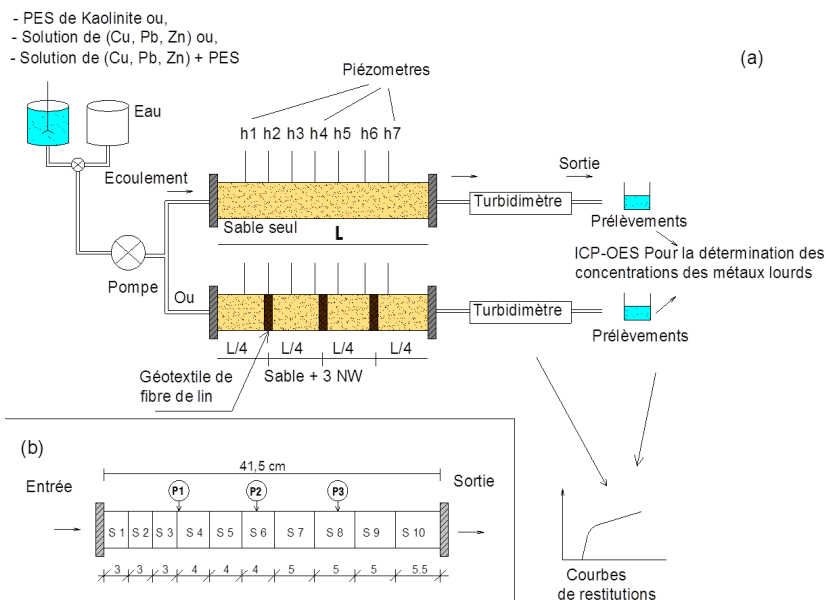 - PES de Kaolinite ou,
- Solution de (Cu, Pb, Zn) ou,
- Solution de (Cu, Pb, Zn) + PES
(a)
Piézometres
Eau
h1 h2 h3 h4 h5 h6 h7
Ecoulement
Sortie
Turbidimètre
Prélèvements
Sable seul
L
ICP-OES Pour la détermination des
concentrations des métaux lourds
Pompe
Ou
Turbidimètre
Prélèvements
L/4 L/4 L/4 L/4
Géotextile de
fibre de lin
Sable + 3 NW
(b)
41,5 cm
Entrée
P1 P2 P3
Sortie
S 1 S 2 S 3 S 4 S 5 S 6 S 7 S 8 S 9 S 10
3 3 3 4 4 4 5 5 5 5.5
Courbes
de restitutions